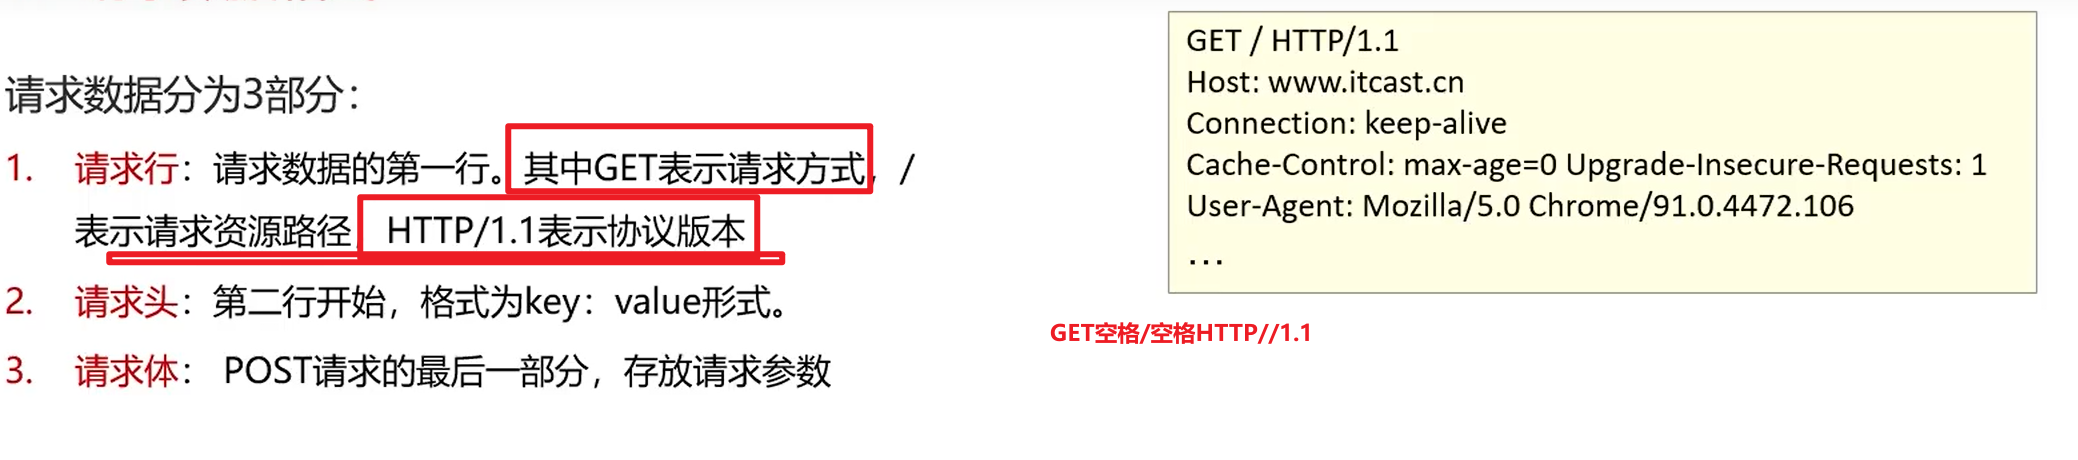 请求数据分为3部分：
1. 请求行：请求数据的第一行。其中GET表示请求方式，/
表示请求资源路径，HTTP/1.1表示协议版本
2. 请求头：第二行开始，格式为key：value形式。
3. 请求体： POST请求的最后一部分，存放请求参数
GET / HTTP/1.1
Host: www.itcast.cn
Connection: keep-alive
Cache-Control: max-age=0 Upgrade-Insecure-Requests: 1
User-Agent: Mozilla/5.0 Chrome/91.0.4472.106
...
GET空格/空格HTTP//1.1